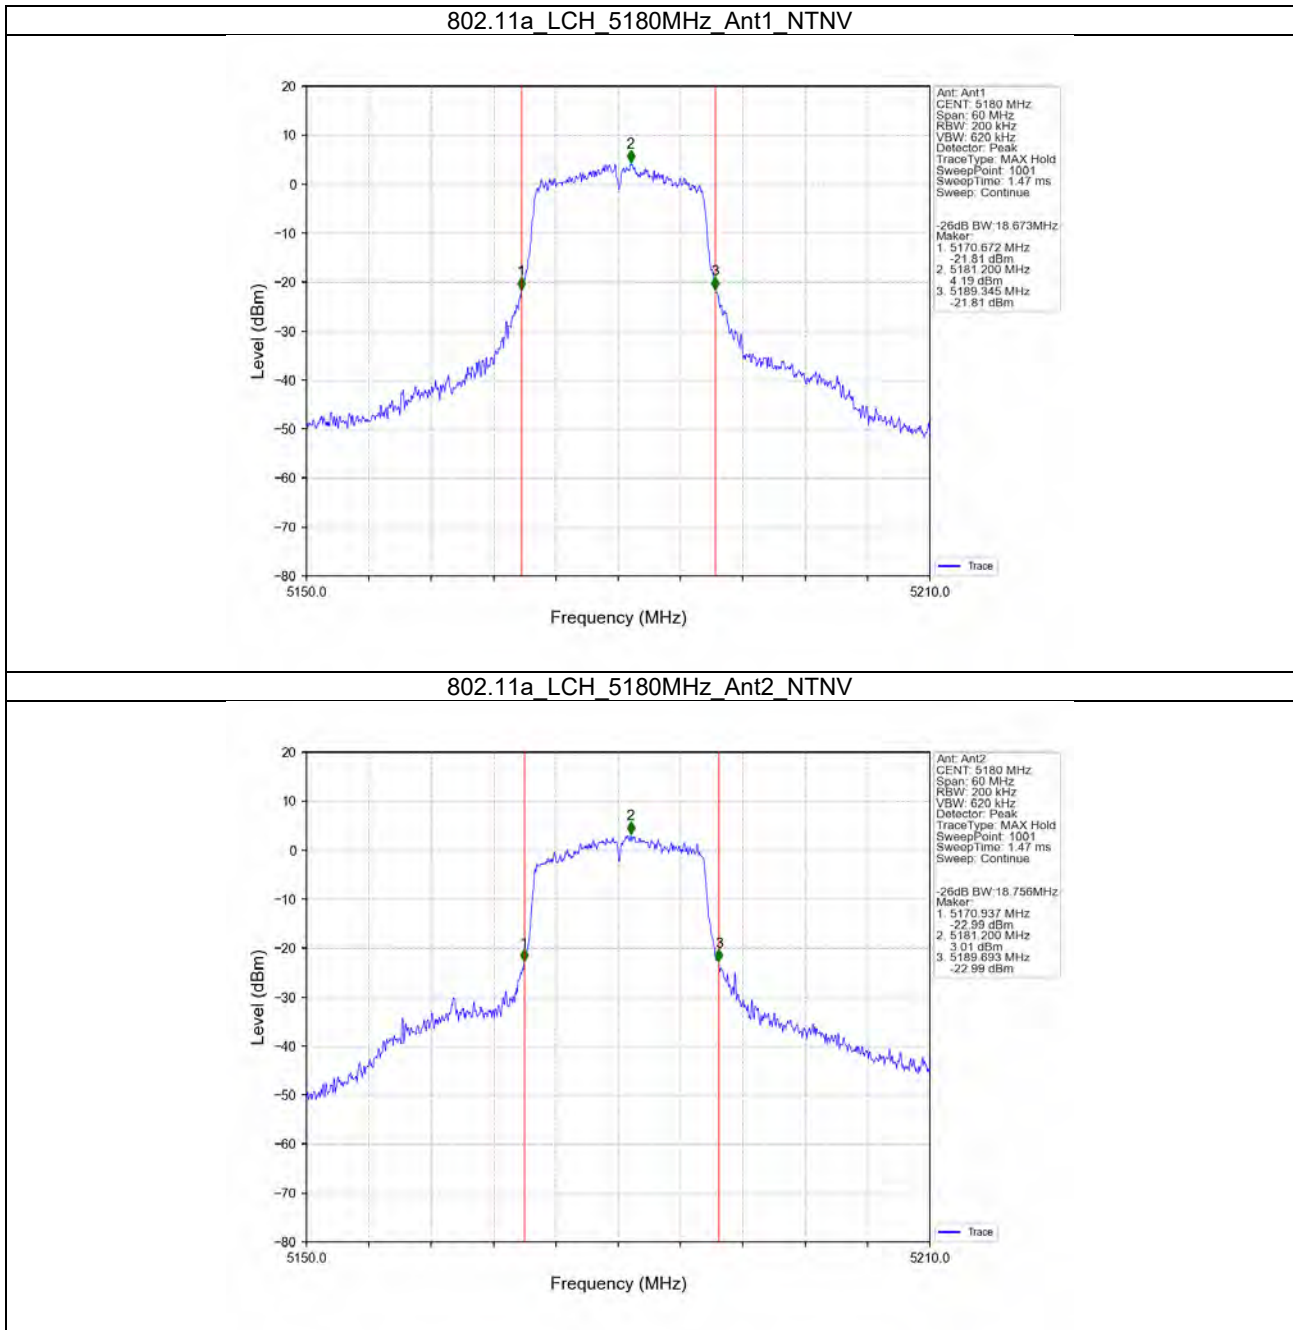 802.11a_LCH_5180MHz_Ant1_NTNV
20
10
0
−10
−20
−30
−40
−50
−60
−70
−80
Level (dBm)
1
2
3
5150.0
5210.0
Frequency (MHz)
Ant: Ant1
CENT: 5180 MHz
Span: 60 MHz
RBW: 200 kHz
VBW: 620 kHz
Detector: Peak
TraceType: MAX Hold
SweepPoint: 1001
SweepTime: 1.47 ms
Sweep: Continue
-26dB BW:18.673MHz
Maker:
1. 5170.672 MHz
-21.81 dBm
2. 5181.200 MHz
4.19 dBm
3. 5189.345 MHz
-21.81 dBm
Trace
802.11a_LCH_5180MHz_Ant2_NTNV
20
10
0
−10
−20
−30
−40
−50
−60
−70
−80
Level (dBm)
1
2
3
5150.0
5210.0
Frequency (MHz)
Ant: Ant2
CENT: 5180 MHz
Span: 60 MHz
RBW: 200 kHz
VBW: 620 kHz
Detector: Peak
TraceType: MAX Hold
SweepPoint: 1001
SweepTime: 1.47 ms
Sweep: Continue
-26dB BW:18.756MHz
Maker:
1. 5170.937 MHz
-22.99 dBm
2. 5181.200 MHz
3.01 dBm
3. 5189.693 MHz
-22.99 dBm
Trace